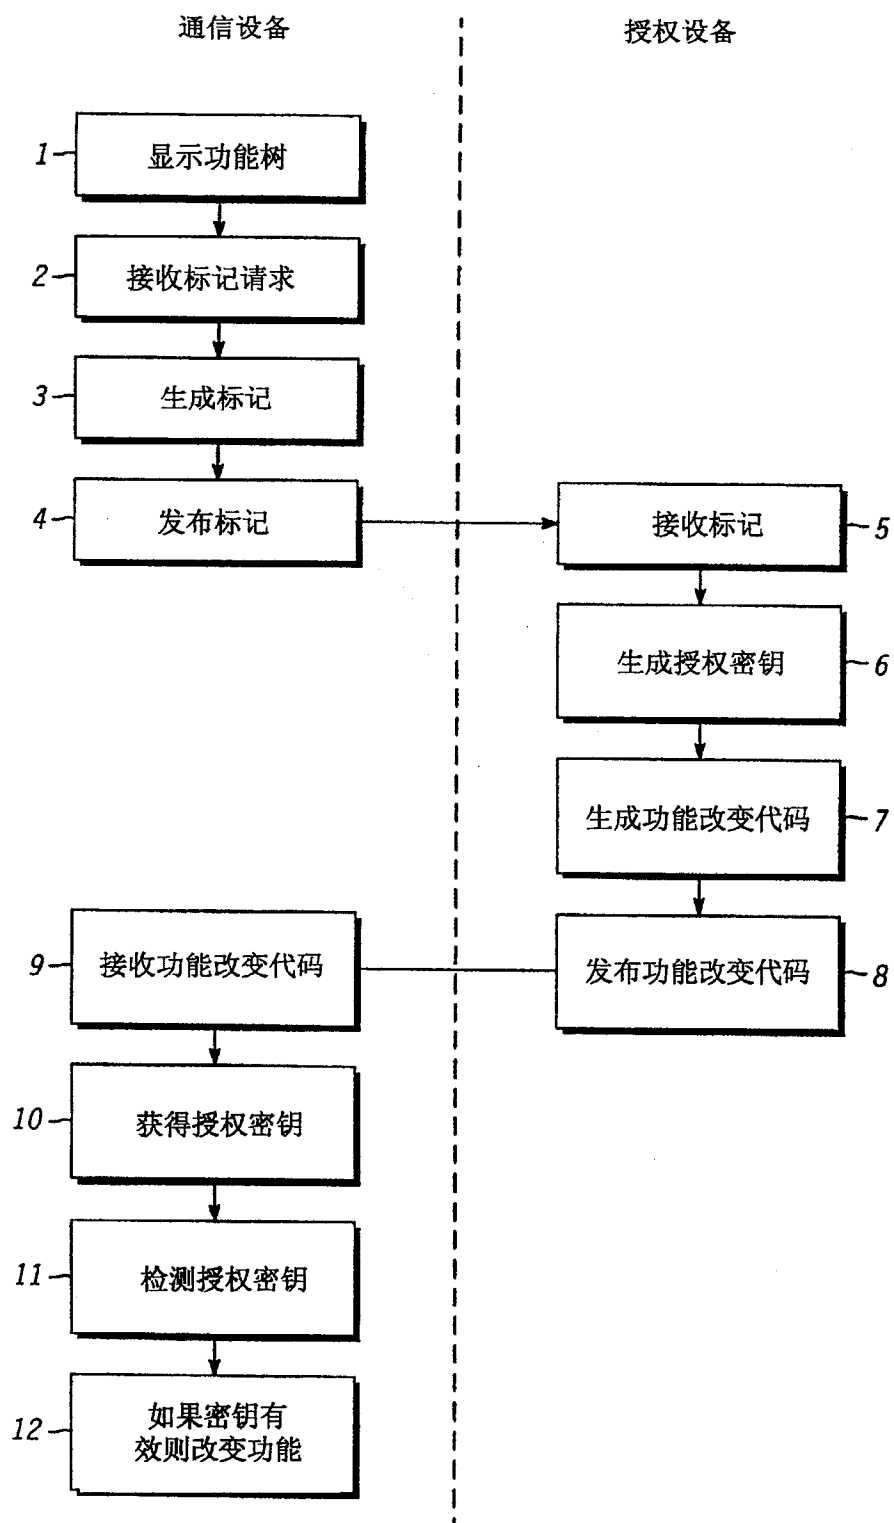 通信设备
授权设备
1
显示功能树
2
接收标记请求
3
生成标记
4
发布标记
接收标记
5
生成授权密钥
6
生成功能改变代码
7
9
接收功能改变代码
发布功能改变代码
8
10
获得授权密钥
11
检测授权密钥
12
如果密钥有
效则改变功能